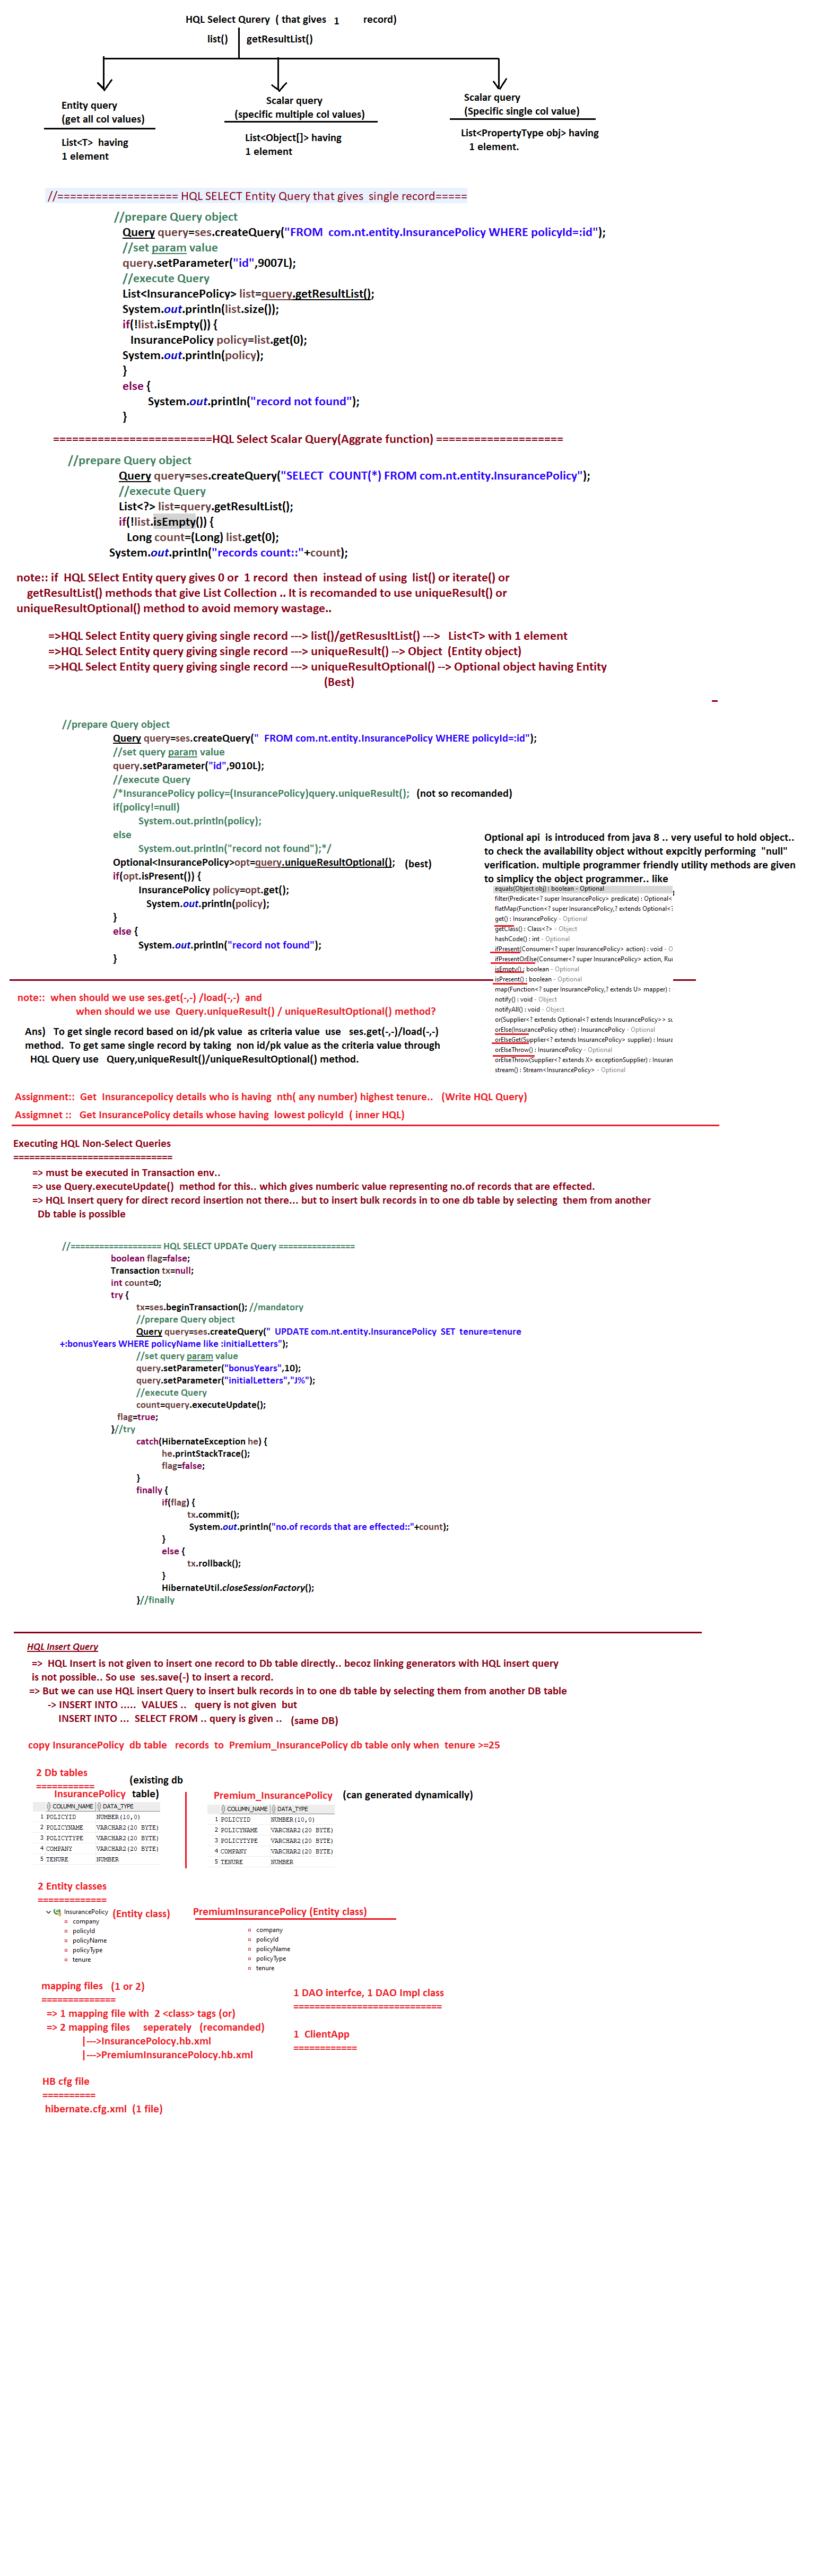 HQL Select Qurery ( that gives 1 record)
list() getResultList()
Entity query
(get all col values)
List<T> having
1 element
Scalar query
(specific multiple col values)
List<Object[]> having
1 element
Scalar query
(Specific single col value)
List<PropertyType obj> having
1 element.
//=================== HQL SELECT Entity Query that gives single record=====
//prepare Query object
Query query=ses.createQuery("FROM com.nt.entity.InsurancePolicy WHERE policyId=:id");
//set param value
query.setParameter("id",9007L);
//execute Query
List<InsurancePolicy> list=query.getResultList();
System.out.println(list.size());
if(!list.isEmpty()) {
InsurancePolicy policy=list.get(0);
System.out.println(policy);
}
else {
System.out.println("record not found");
}
=========================HQL Select Scalar Query(Aggrate function) ====================
//prepare Query object
Query query=ses.createQuery("SELECT COUNT(*) FROM com.nt.entity.InsurancePolicy");
//execute Query
List<?> list=query.getResultList();
if(!list.isEmpty()) {
Long count=(Long) list.get(0);
System.out.println("records count::"+count);
note:: if HQL SElect Entity query gives 0 or 1 record then instead of using list() or iterate() or
getResultList() methods that give List Collection .. It is recomanded to use uniqueResult() or
uniqueResultOptional() method to avoid memory wastage..
=>HQL Select Entity query giving single record ---> list()/getResusltList() ---> List<T> with 1 element
=>HQL Select Entity query giving single record ---> uniqueResult() --> Object (Entity object)
=>HQL Select Entity query giving single record ---> uniqueResultOptional() --> Optional object having Entity
(Best)
//prepare Query object
Query query=ses.createQuery(" FROM com.nt.entity.InsurancePolicy WHERE policyId=:id");
//set query param value
query.setParameter("id",9010L);
//execute Query
/*InsurancePolicy policy=(InsurancePolicy)query.uniqueResult(); (not so recomanded)
if(policy!=null)
System.out.println(policy);
else
System.out.println("record not found");*/
Optional<InsurancePolicy>opt=query.uniqueResultOptional(); (best)
if(opt.isPresent()) {
InsurancePolicy policy=opt.get();
System.out.println(policy);
}
else {
System.out.println("record not found");
}
Optional api is introduced from java 8 .. very useful to hold object..
to check the availability object without expcitly performing "null"
verification. multiple programmer friendly utility methods are given
to simplicy the object programmer.. like
equals(Object obj) : boolean - Optional
filter(Predicate<? super InsurancePolicy> predicate) : Optional<
flatMap(Function<? super InsurancePolicy,? extends Optional<?
get() : InsurancePolicy - Optional
getClass() : Class<?> - Object
hashCode() : int - Optional
ifPresent(Consumer<? super InsurancePolicy> action) : void - O
ifPresentOrElse(Consumer<? super InsurancePolicy> action, Rur
isEmpty() : boolean - Optional
isPresent() : boolean - Optional
map(Function<? super InsurancePolicy,? extends U> mapper) :
notify() : void - Object
notifyAll() : void - Object
or(Supplier<? extends Optional<? extends InsurancePolicy>> su
orElse(InsurancePolicy other) : InsurancePolicy - Optional
orElseGet(Supplier<? extends InsurancePolicy> supplier) : Insura
orElseThrow() : InsurancePolicy - Optional
orElseThrow(Supplier<? extends X> exceptionSupplier) : Insuran
stream() : Stream<InsurancePolicy> - Optional
note:: when should we use ses.get(-,-) /load(-,-) and
when should we use Query.uniqueResult() / uniqueResultOptional() method?
Ans) To get single record based on id/pk value as criteria value use ses.get(-,-)/load(-,-)
method. To get same single record by taking non id/pk value as the criteria value through
HQL Query use Query,uniqueResult()/uniqueResultOptional() method.
Assignment:: Get Insurancepolicy details who is having nth( any number) highest tenure.. (Write HQL Query)
Assigmnet :: Get InsurancePolicy details whose having lowest policyId ( inner HQL)
Executing HQL Non-Select Queries
==============================
=> must be executed in Transaction env..
=> use Query.executeUpdate() method for this.. which gives numberic value representing no.of records that are effected.
=> HQL Insert query for direct record insertion not there... but to insert bulk records in to one db table by selecting them from another
Db table is possible
//=================== HQL SELECT UPDATe Query ================
boolean flag=false;
Transaction tx=null;
int count=0;
try {
tx=ses.beginTransaction(); //mandatory
//prepare Query object
Query query=ses.createQuery(" UPDATE com.nt.entity.InsurancePolicy SET tenure=tenure
+:bonusYears WHERE policyName like :initialLetters");
//set query param value
query.setParameter("bonusYears",10);
query.setParameter("initialLetters","J%");
//execute Query
count=query.executeUpdate();
flag=true;
}//try
catch(HibernateException he) {
he.printStackTrace();
flag=false;
}
finally {
if(flag) {
tx.commit();
System.out.println("no.of records that are effected::"+count);
}
else {
tx.rollback();
}
HibernateUtil.closeSessionFactory();
}//finally
HQL Insert Query
=> HQL Insert is not given to insert one record to Db table directly.. becoz linking generators with HQL insert query
is not possible.. So use ses.save(-) to insert a record.
=> But we can use HQL insert Query to insert bulk records in to one db table by selecting them from another DB table
-> INSERT INTO ..... VALUES .. query is not given but
INSERT INTO ... SELECT FROM .. query is given .. (same DB)
copy InsurancePolicy db table records to Premium_InsurancePolicy db table only when tenure >=25
2 Db tables
===========
(existing db
InsurancePolicy table)
COLUMN_NAME DATA_TYPE
1 POLICYID NUMBER(10,0)
2 POLICYNAME VARCHAR2(20 BYTE)
3 POLICYTYPE VARCHAR2(20 BYTE)
4 COMPANY VARCHAR2(20 BYTE)
5 TENURE NUMBER
Premium_InsurancePolicy (can generated dynamically)
COLUMN_NAME DATA_TYPE
1 POLICYID NUMBER(10,0)
2 POLICYNAME VARCHAR2(20 BYTE)
3 POLICYTYPE VARCHAR2(20 BYTE)
4 COMPANY VARCHAR2(20 BYTE)
5 TENURE NUMBER
2 Entity classes
=============
InsurancePolicy (Entity class)
company
policyId
policyName
policyType
tenure
PremiumInsurancePolicy (Entity class)
company
policyId
policyName
policyType
tenure
mapping files (1 or 2)
==============
=> 1 mapping file with 2 <class> tags (or)
=> 2 mapping files seperately (recomanded)
|--->InsurancePolocy.hb.xml
|--->PremiumInsurancePolocy.hb.xml
1 DAO interfce, 1 DAO Impl class
============================
1 ClientApp
============
HB cfg file
==========
hibernate.cfg.xml (1 file)